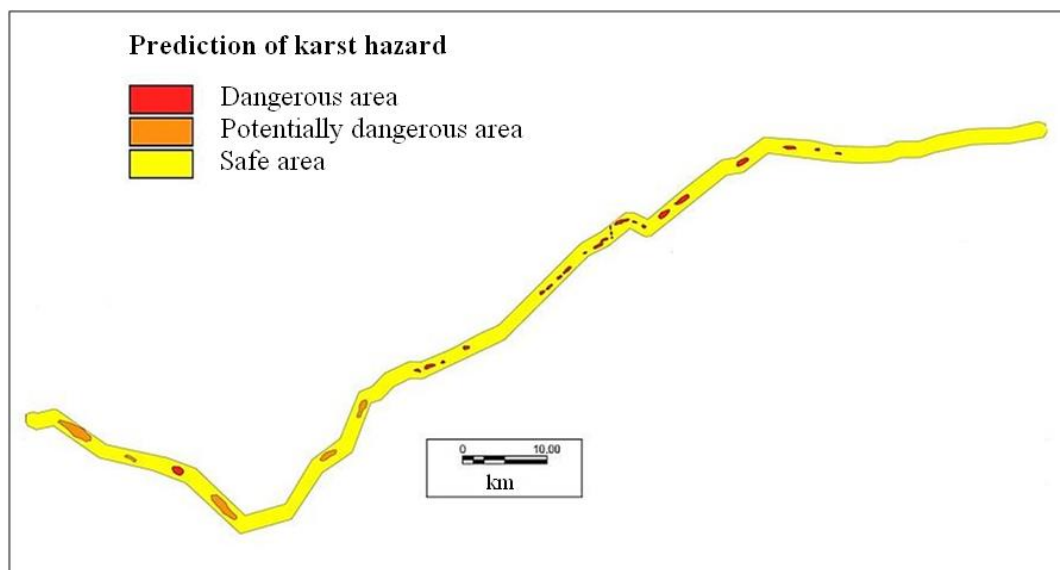 Prediction of karst hazard
Dangerous area
Potentially dangerous area
Safe area
0 10,00
km